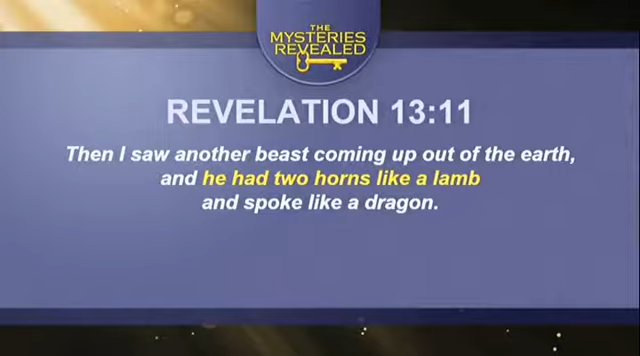 THE
MYSTERIES
REVEALED
REVELATION 13:11
Then I saw another beast coming up out of the earth,
and he had two horns like a lamb
and spoke like a dragon.